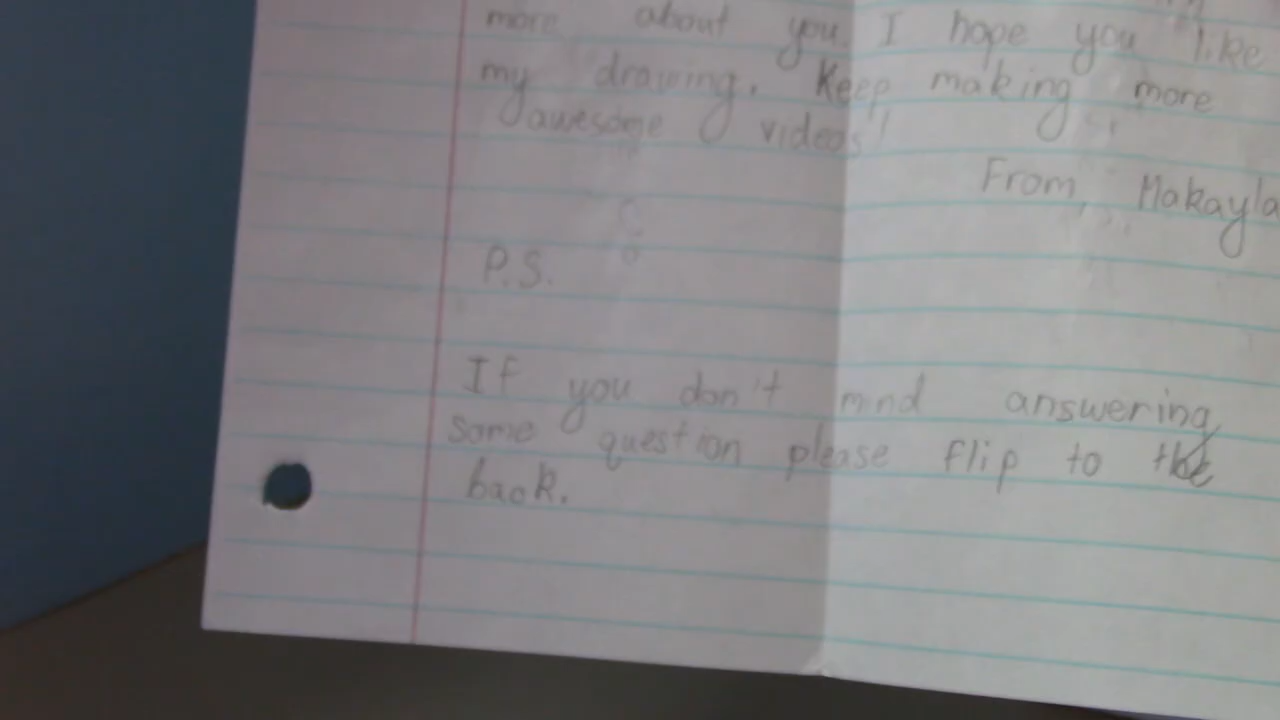 more about you. I hope you like
my drawing. Keep making more
awesome videos!
From, Makayla
P.S.
If you don't mnd answering
some question please flip to the
back.